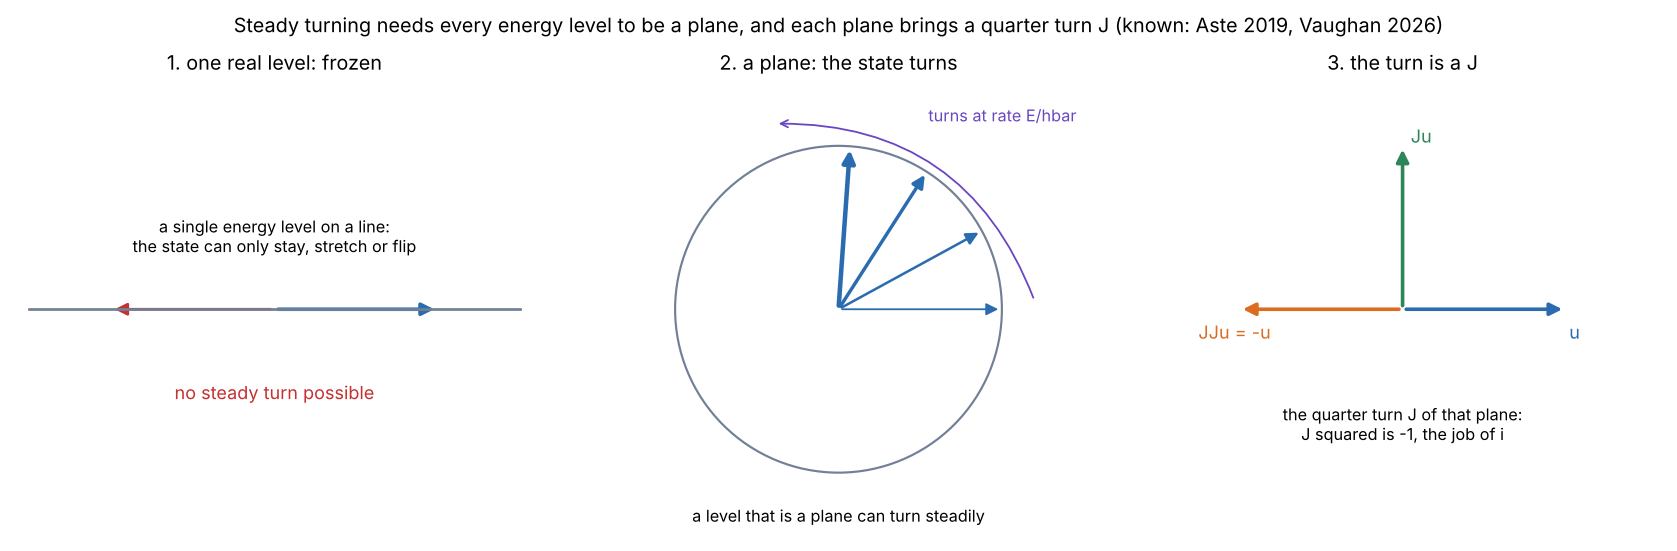 Steady turning needs every energy level to be a plane, and each plane brings a quarter turn J (known: Aste 2019, Vaughan 2026)
1. one real level: frozen
a single energy level on a line:
the state can only stay, stretch or flip
no steady turn possible
2. a plane: the state turns
turns at rate E/hbar
a level that is a plane can turn steadily
3. the turn is a J
Ju
JJu = -u
u
the quarter turn J of that plane:
J squared is -1, the job of i